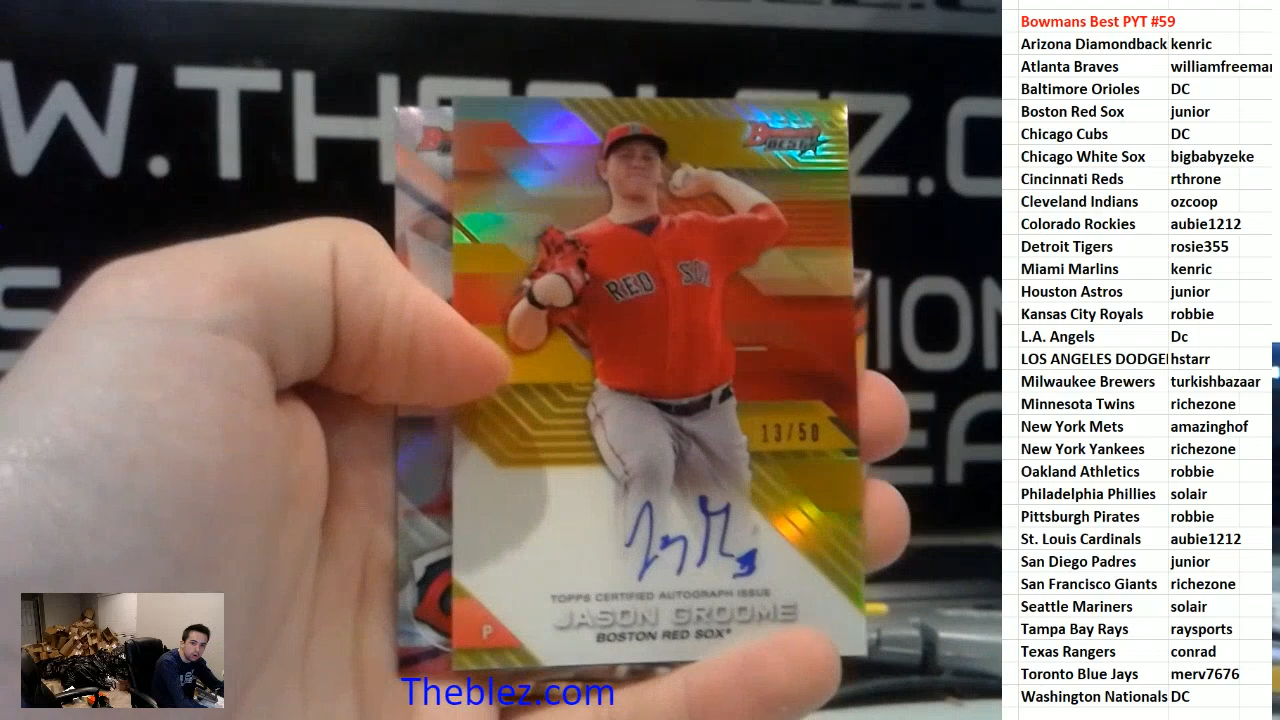 W.THEBLEZ.CO
Bowman's
BEST
RED SOX
13/50
TOPPS CERTIFIED AUTOGRAPH ISSUE
JASON GROOME
P
BOSTON RED SOX
Theblez.com
Bowmans Best PYT #59
Arizona Diamondback kenric
Atlanta Braves williamfreeman
Baltimore Orioles DC
Boston Red Sox junior
Chicago Cubs DC
Chicago White Sox bigbabyzeke
Cincinnati Reds rthrone
Cleveland Indians ozcoop
Colorado Rockies aubie1212
Detroit Tigers rosie355
Miami Marlins kenric
Houston Astros junior
Kansas City Royals robbie
L.A. Angels Dc
LOS ANGELES DODGE hstarr
Milwaukee Brewers turkishbazaar
Minnesota Twins richezone
New York Mets amazinghof
New York Yankees richezone
Oakland Athletics robbie
Philadelphia Phillies solair
Pittsburgh Pirates robbie
St. Louis Cardinals aubie1212
San Diego Padres junior
San Francisco Giants richezone
Seattle Mariners solair
Tampa Bay Rays raysports
Texas Rangers conrad
Toronto Blue Jays merv7676
Washington Nationals DC